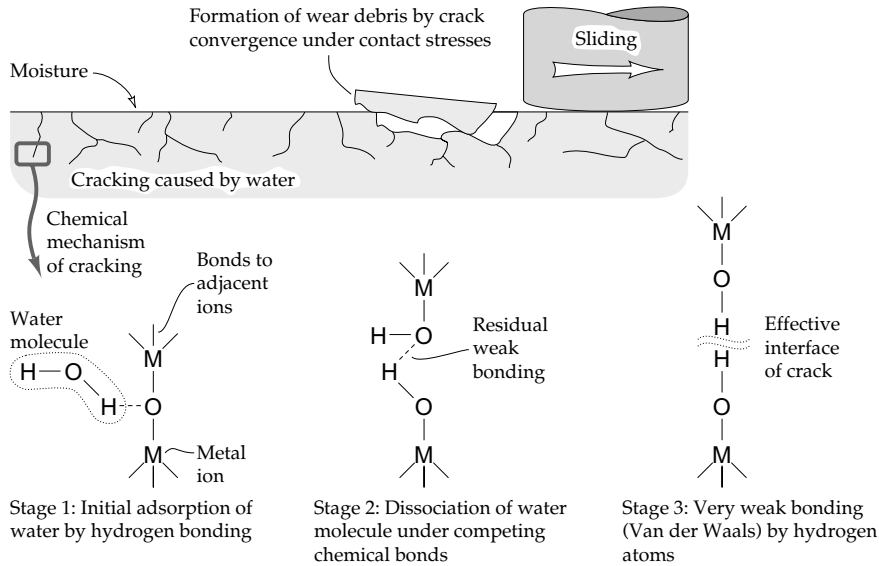 Formation of wear debris by crack
convergence under contact stresses
Sliding
Moisture
Cracking caused by water
Chemical
mechanism
of cracking
Bonds to
adjacent
ions
Water
molecule
H
O
H
M
O
M
Metal
ion
Stage 1: Initial adsorption of
water by hydrogen bonding
M
H
O
H
O
M
Residual
weak
bonding
Stage 2: Dissociation of water
molecule under competing
chemical bonds
M
O
H
H
O
M
Effective
interface
of crack
Stage 3: Very weak bonding
(Van der Waals) by hydrogen
atoms